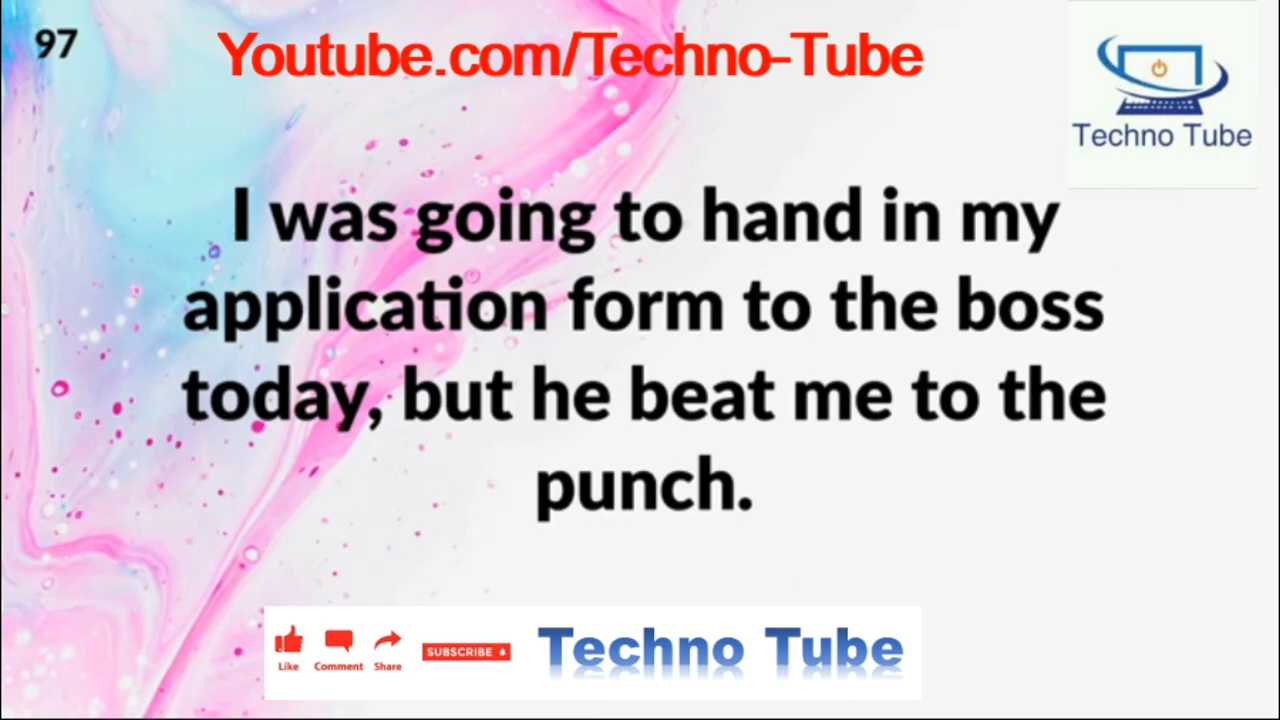 97
Youtube.com/Techno-Tube
Techno Tube
I was going to hand in my
application form to the boss
today, but he beat me to the
punch.
Like
Comment
Share
SUBSCRIBE
Techno Tube